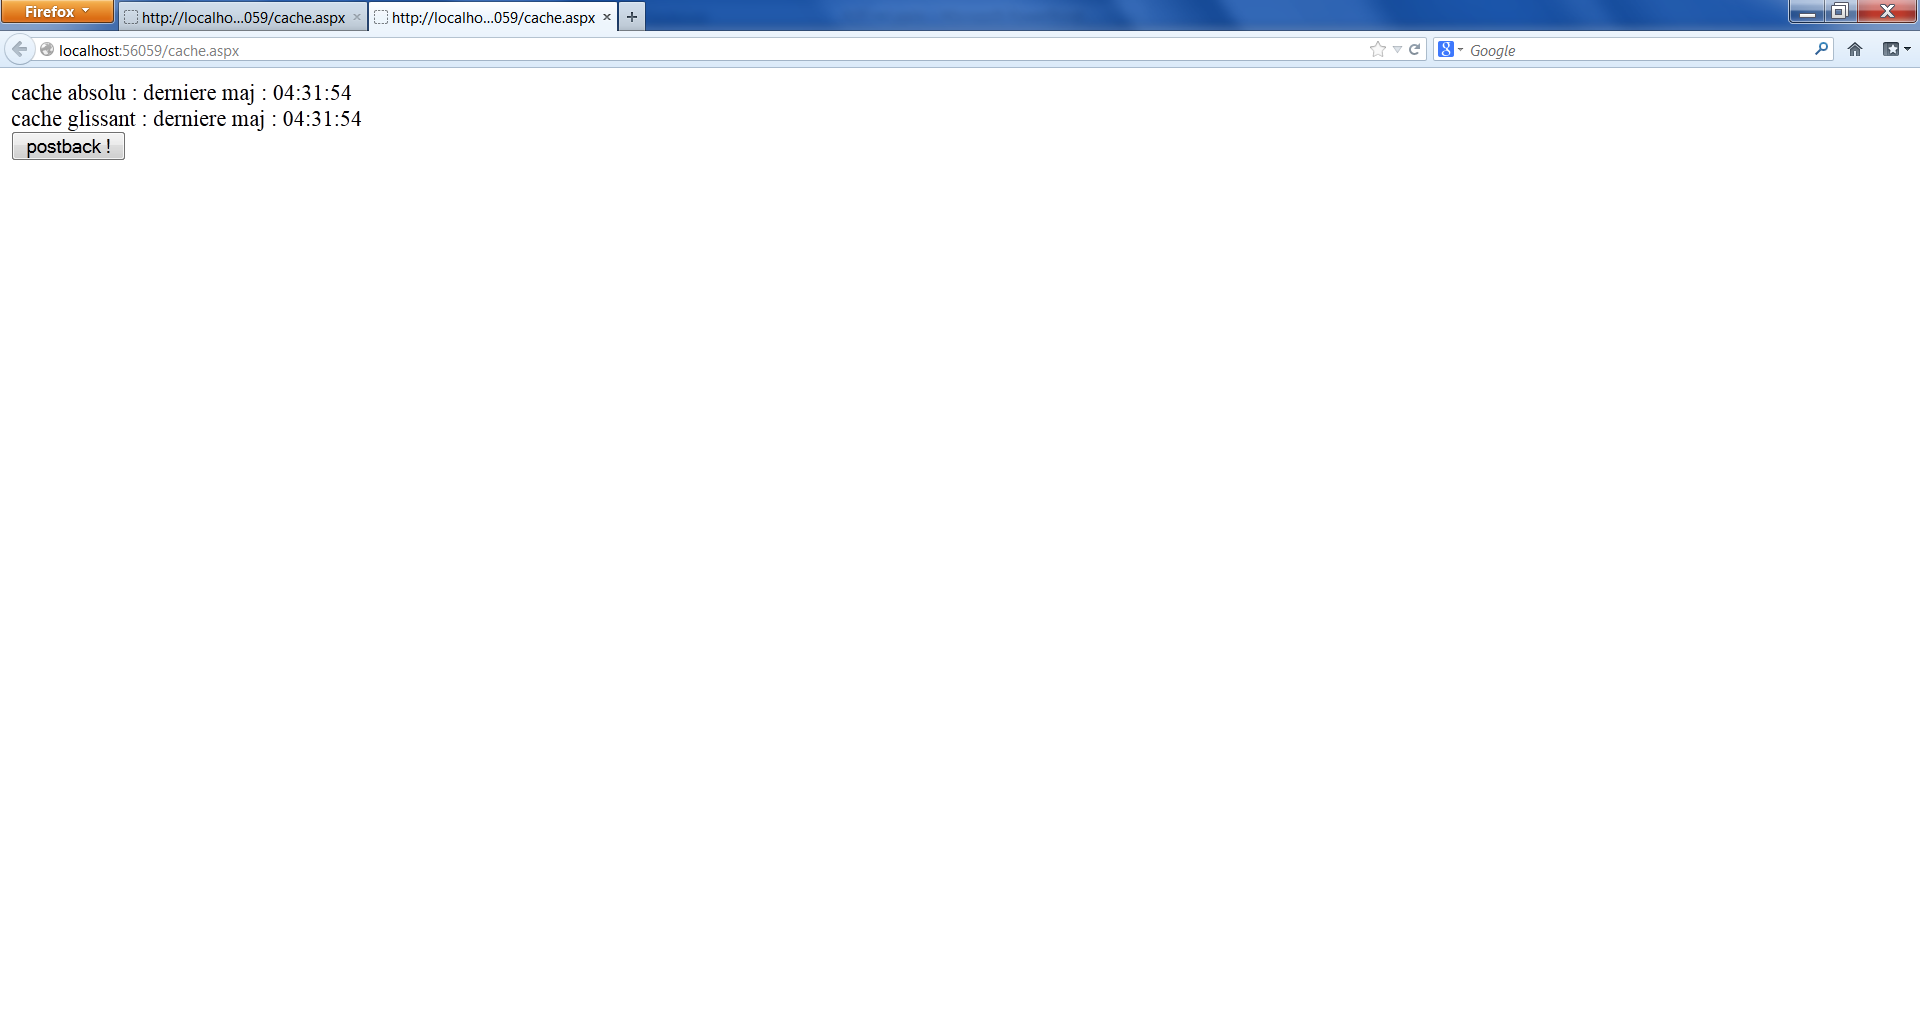 Firefox
http://localho...059/cache.aspx
http://localho...059/cache.aspx
localhost:56059/cache.aspx
Google
cache absolu : derniere maj : 04:31:54
cache glissant : derniere maj : 04:31:54
postback !